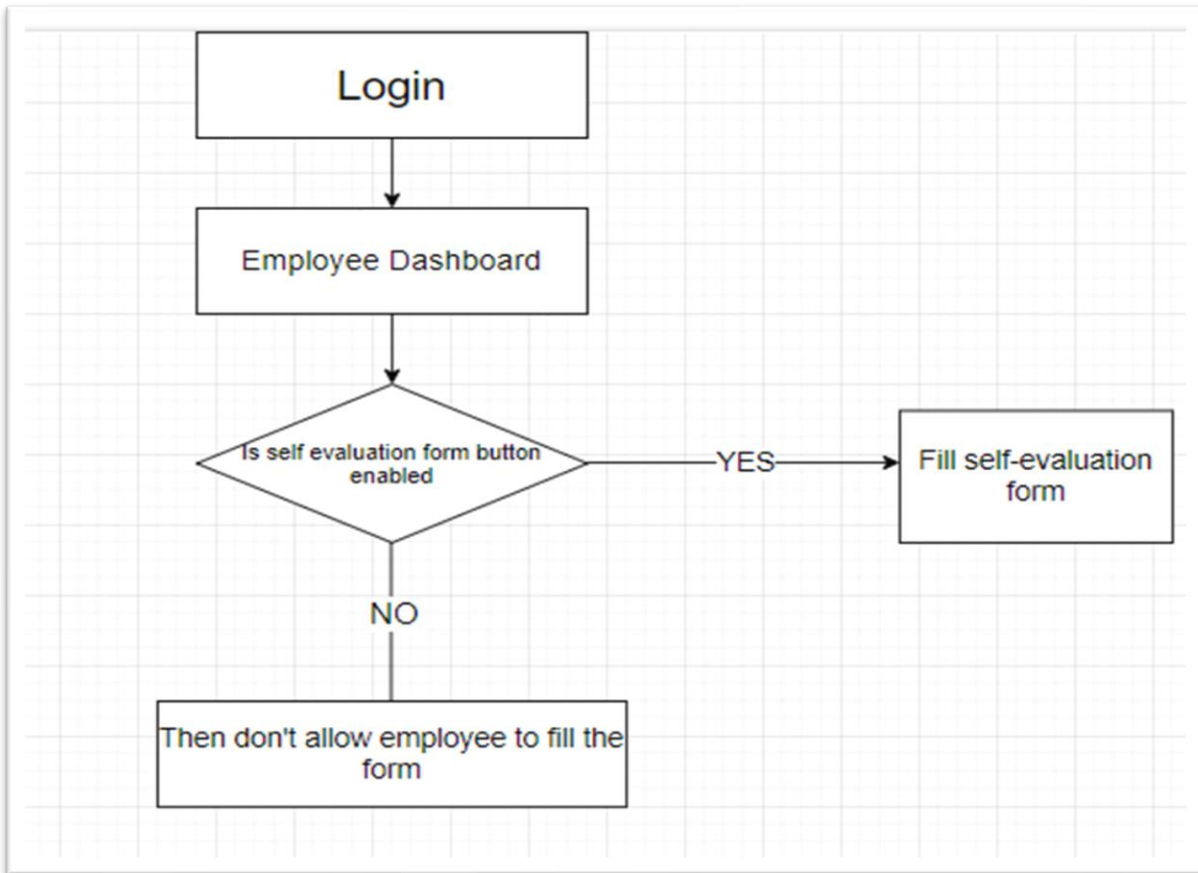 Login
Employee Dashboard
Is self evaluation form button
enabled
YES
Fill self-evaluation
form
NO
Then don't allow employee to fill the
form